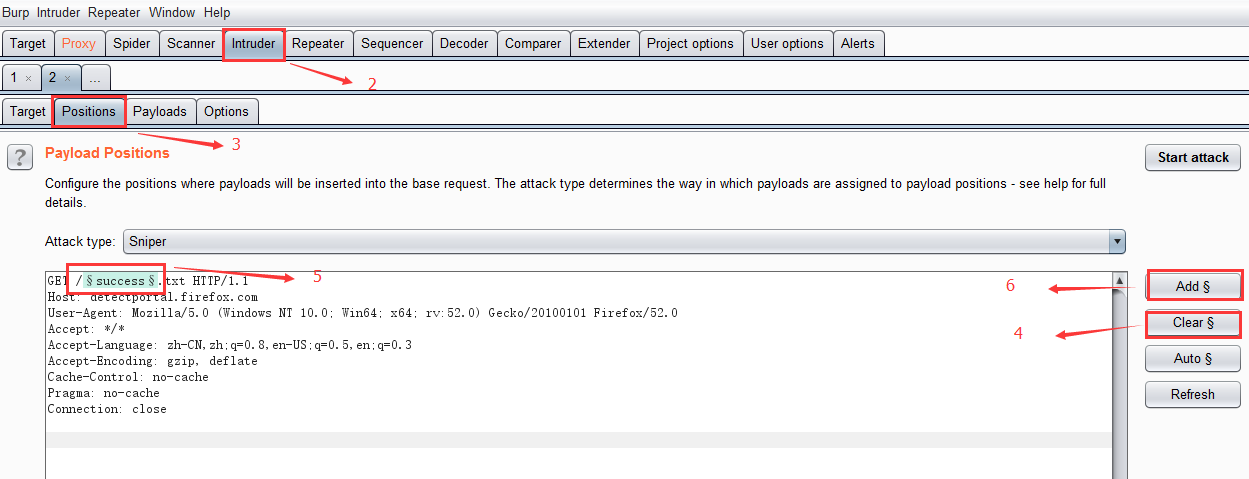 Burp Intruder Repeater Window Help
Target Proxy Spider Scanner Intruder Repeater Sequencer Decoder Comparer Extender Project options User options Alerts
1 × 2 × ...
2
Target Positions Payloads Options
3
? Payload Positions
Start attack
Configure the positions where payloads will be inserted into the base request. The attack type determines the way in which payloads are assigned to payload positions - see help for full
details.
Attack type: Sniper
GET /§success§.txt HTTP/1.1
5
6
Add §
Host: detectportal.firefox.com
User-Agent: Mozilla/5.0 (Windows NT 10.0; Win64; x64; rv:52.0) Gecko/20100101 Firefox/52.0
Accept: */*
4
Clear §
Accept-Language: zh-CN,zh;q=0.8,en-US;q=0.5,en;q=0.3
Accept-Encoding: gzip, deflate
Auto §
Cache-Control: no-cache
Pragma: no-cache
Refresh
Connection: close